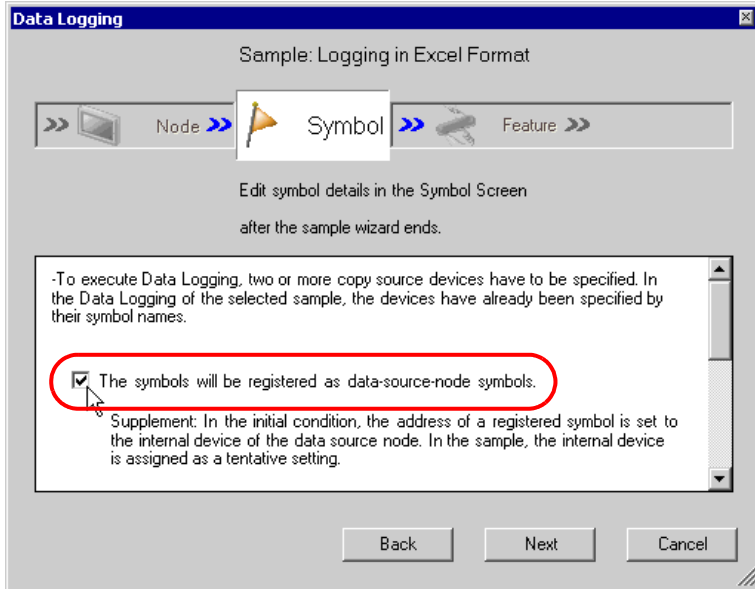 Data Logging
Sample: Logging in Excel Format
Node
Symbol
Feature
Edit symbol details in the Symbol Screen
after the sample wizard ends.
-To execute Data Logging, two or more copy source devices have to be specified. In
the Data Logging of the selected sample, the devices have already been specified by
their symbol names.
The symbols will be registered as data-source-node symbols.
Supplement: In the initial condition, the address of a registered symbol is set to
the internal device of the data source node. In the sample, the internal device
is assigned as a tentative setting.
Back Next Cancel